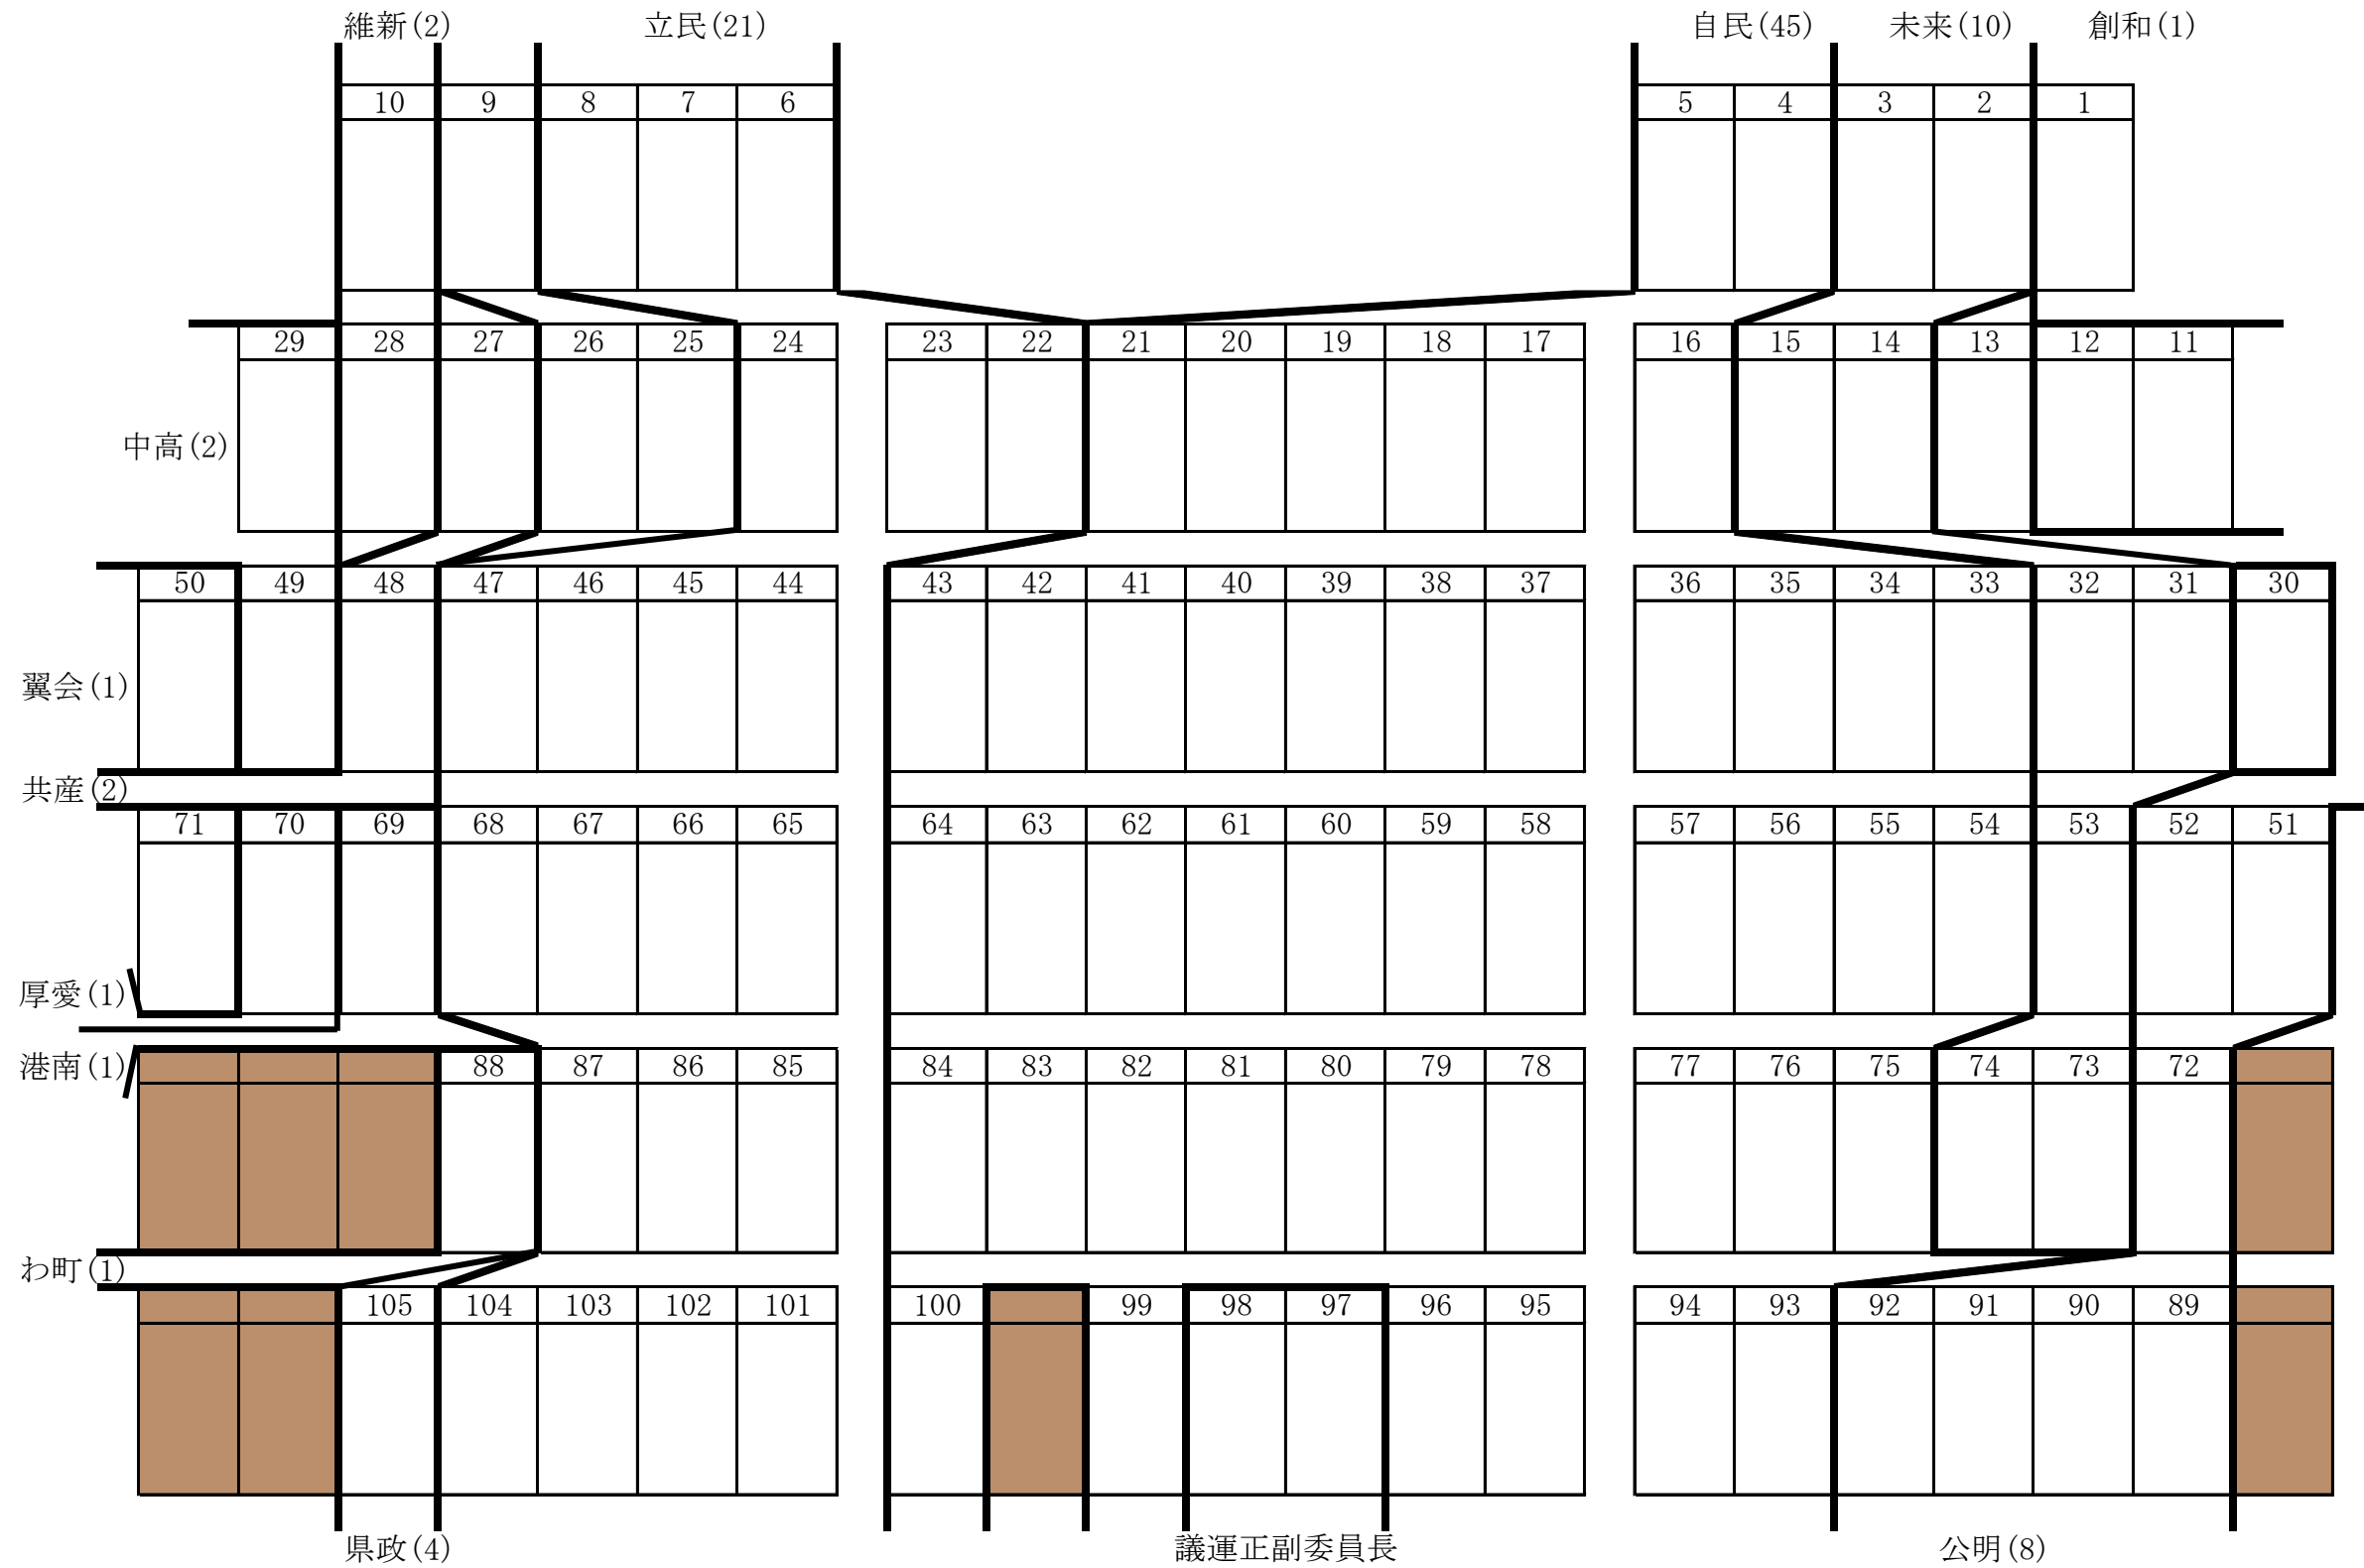 維新(2) 立民(21) 自民(45) 未来(10) 創和(1)
10 9 8 7 6 5 4 3 2 1
29 28 27 26 25 24 23 22 21 20 19 18 17 16 15 14 13 12 11
中高(2)
50 49 48 47 46 45 44 43 42 41 40 39 38 37 36 35 34 33 32 31 30
翼会(1)
共産(2)
71 70 69 68 67 66 65 64 63 62 61 60 59 58 57 56 55 54 53 52 51
厚愛(1)
港南(1) 88 87 86 85 84 83 82 81 80 79 78 77 76 75 74 73 72
わ町(1)
105 104 103 102 101 100 99 98 97 96 95 94 93 92 91 90 89
県政(4) 議運正副委員長 公明(8)